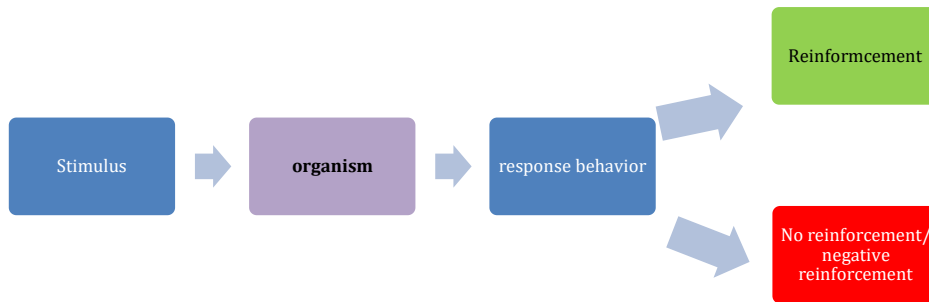 Stimulus
organism
response behavior
Reinformcement
No reinforcement/
negative
reinforcement